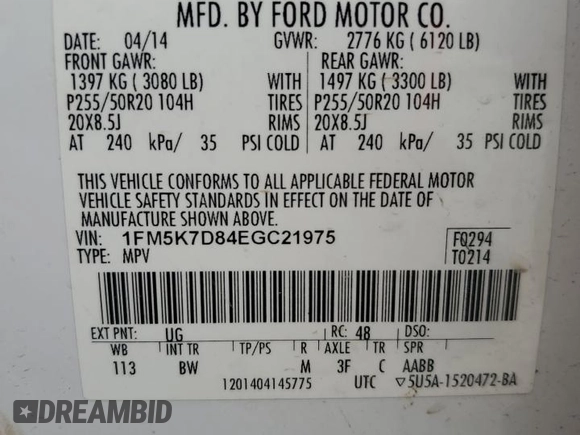 MFD. BY FORD MOTOR CO.
DATE: 04/14 GVWR: 2776 KG ( 6120 LB)
FRONT GAWR: REAR GAWR:
1397 KG ( 3080 LB) WITH 1497 KG ( 3300 LB) WITH
P255/50R20 104H TIRES P255/50R20 104H TIRES
20X8.5J RIMS 20X8.5J RIMS
AT 240 kPa/ 35 PSI COLD AT 240 kPa/ 35 PSI COLD
THIS VEHICLE CONFORMS TO ALL APPLICABLE FEDERAL MOTOR
VEHICLE SAFETY STANDARDS IN EFFECT ON THE DATE OF
MANUFACTURE SHOWN ABOVE.
VIN: 1FM5K7D84EGC21975 FQ294
TYPE: MPV T0214
EXT PNT: UG RC: 48 DSO:
WB INT TR TP/PS R AXLE TR SPR
113 BW M 3F C AABB
1201404145775 UTC ▽5U5A-1520472-BA
DREAMBID